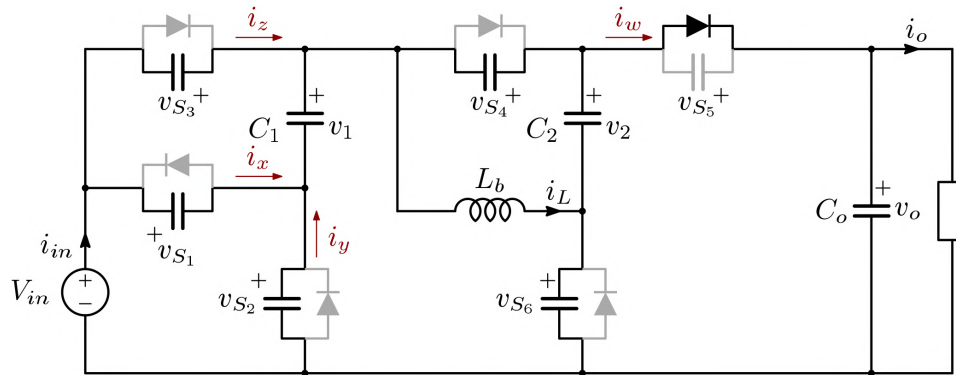 i_z
i_w
i_o
+
v_{S_3}
+
C_1
v_1
+
v_{S_4}
+
C_2
v_2
+
v_{S_5}
i_x
+
v_{S_1}
L_b
i_L
+
C_o
v_o
i_{in}
i_y
V_{in}
+
−
+
v_{S_2}
+
v_{S_6}